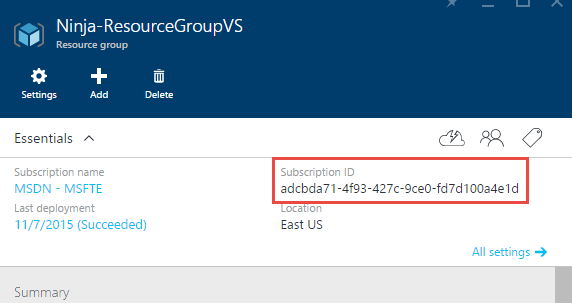 Ninja-ResourceGroupVS
Resource group
Settings Add Delete
Essentials
Subscription name Subscription ID
MSDN - MSFTE adcbda71-4f93-427c-9ce0-fd7d100a4e1d
Last deployment Location
11/7/2015 (Succeeded) East US
All settings
Summary